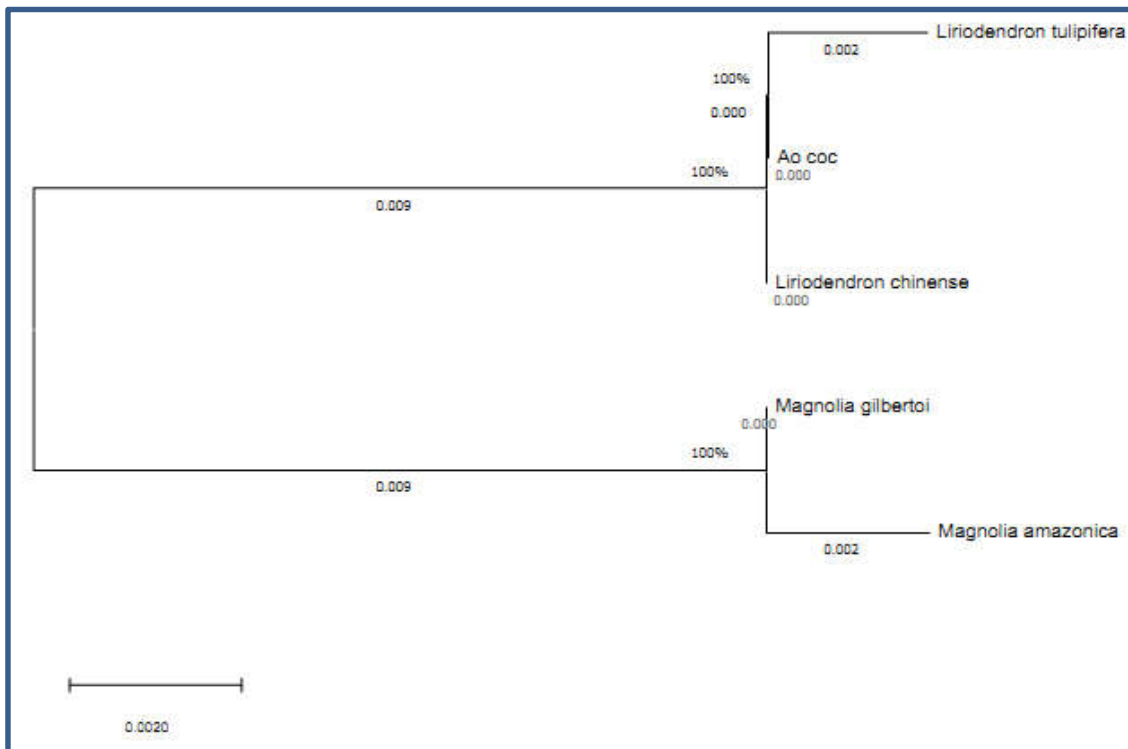 Liriodendron tulipifera
0.002
100%
0.000
Ao coc
0.000
100%
0.009
Liriodendron chinense
0.000
Magnolia gilbertoi
0.000
100%
0.009
Magnolia amazonica
0.002
0.0020